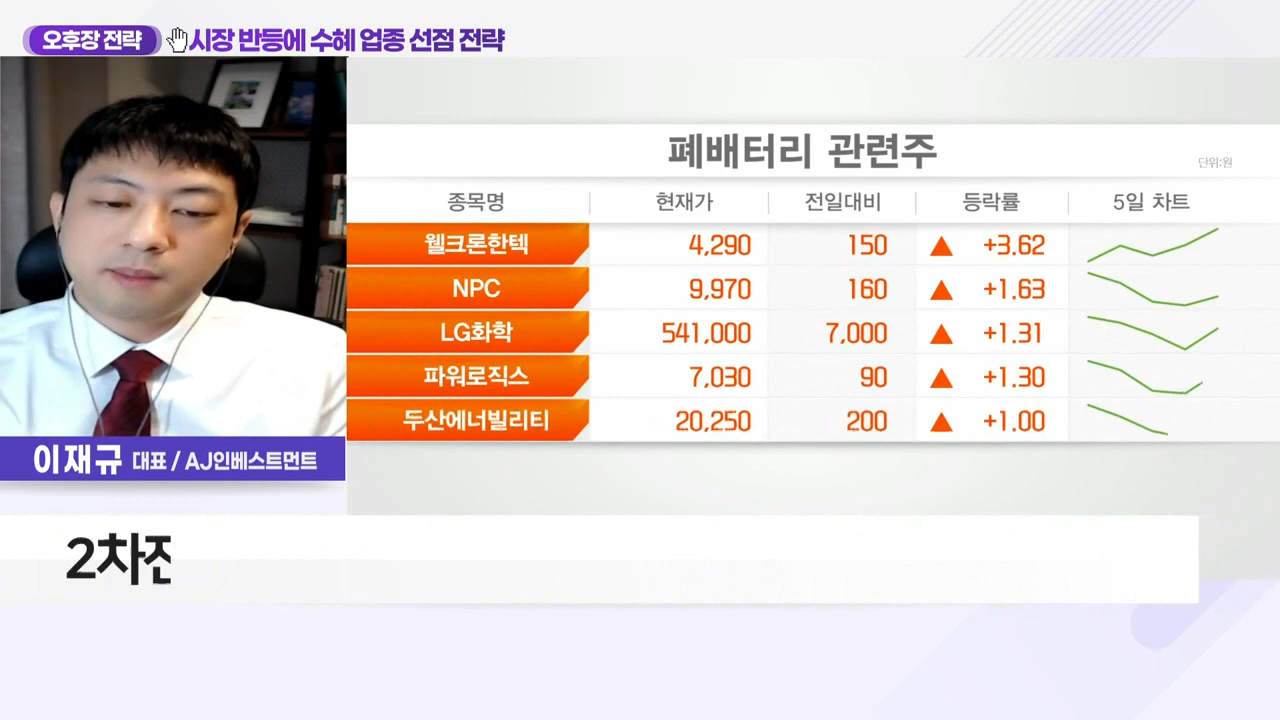 오후장 전략
시장 반등에 수혜 업종 선점 전략
폐배터리 관련주
단위:원
종목명 현재가 전일대비 등락률 5일 차트
웰크론한텍 4,290 150 ▲ +3.62
NPC 9,970 160 ▲ +1.63
LG화학 541,000 7,000 ▲ +1.31
파워로직스 7,030 90 ▲ +1.30
두산에너빌리티 20,250 200 ▲ +1.00
이재규 대표 / AJ인베스트먼트
2차